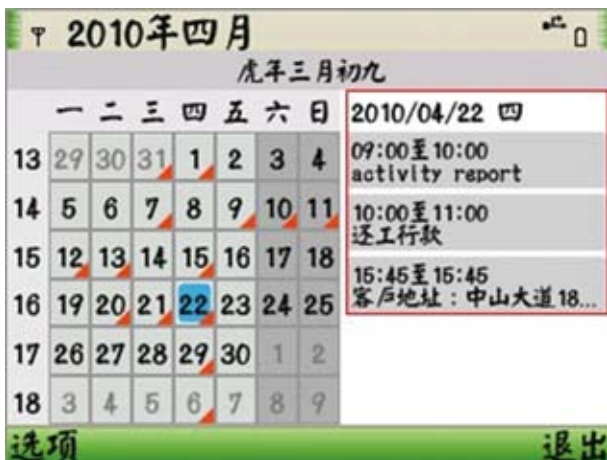 2010年四月
虎年三月初九
一 二 三 四 五 六 日
13 29 30 31 1 2 3 4
14 5 6 7 8 9 10 11
15 12 13 14 15 16 17 18
16 19 20 21 22 23 24 25
17 26 27 28 29 30 1 2
18 3 4 5 6 7 8 9
2010/04/22 四
09:00至10:00
activity report
10:00至11:00
还工行款
15:45至15:45
客户地址：中山大道18...
选项
退出